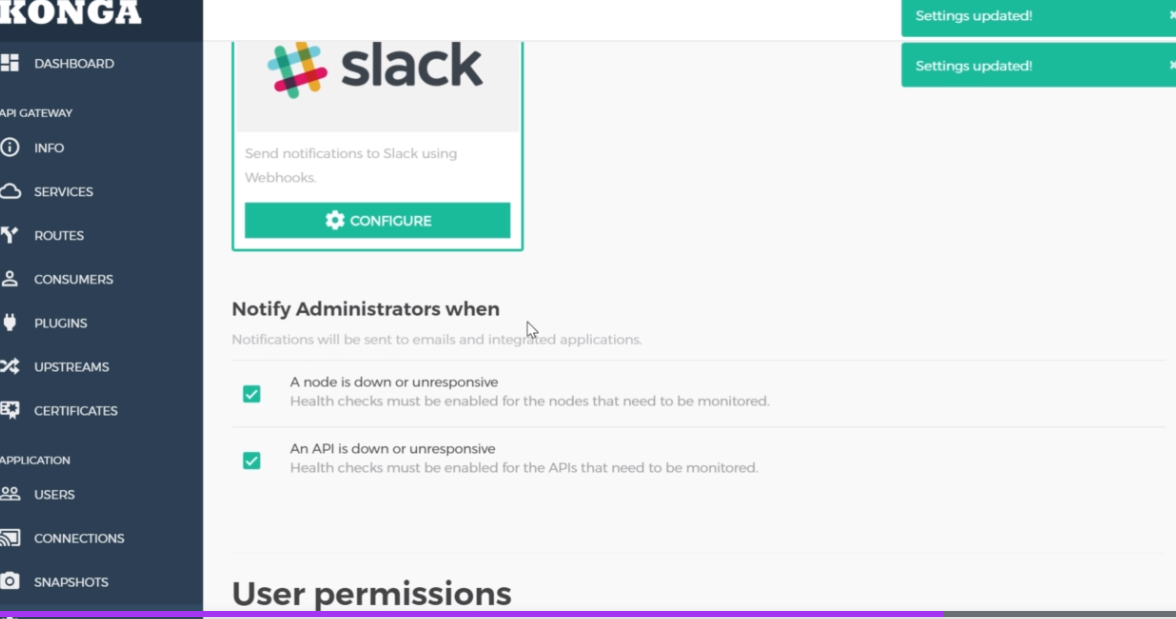 KONGA
DASHBOARD
API GATEWAY
INFO
SERVICES
ROUTES
CONSUMERS
PLUGINS
UPSTREAMS
CERTIFICATES
APPLICATION
USERS
CONNECTIONS
SNAPSHOTS
Settings updated!
Settings updated!
slack
Send notifications to Slack using
Webhooks.
CONFIGURE
Notify Administrators when
Notifications will be sent to emails and integrated applications.
A node is down or unresponsive
Health checks must be enabled for the nodes that need to be monitored.
An API is down or unresponsive
Health checks must be enabled for the APIs that need to be monitored.
User permissions